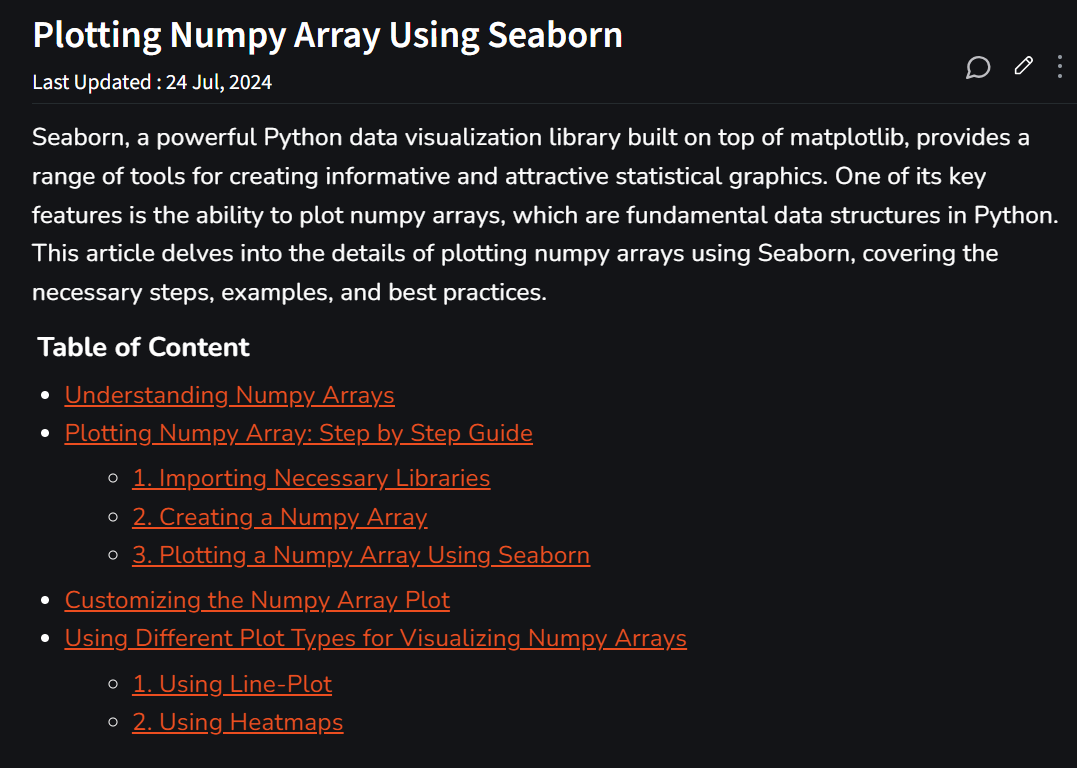 Plotting Numpy Array Using Seaborn
Last Updated : 24 Jul, 2024
Seaborn, a powerful Python data visualization library built on top of matplotlib, provides a
range of tools for creating informative and attractive statistical graphics. One of its key
features is the ability to plot numpy arrays, which are fundamental data structures in Python.
This article delves into the details of plotting numpy arrays using Seaborn, covering the
necessary steps, examples, and best practices.
Table of Content
Understanding Numpy Arrays
Plotting Numpy Array: Step by Step Guide
1. Importing Necessary Libraries
2. Creating a Numpy Array
3. Plotting a Numpy Array Using Seaborn
Customizing the Numpy Array Plot
Using Different Plot Types for Visualizing Numpy Arrays
1. Using Line-Plot
2. Using Heatmaps